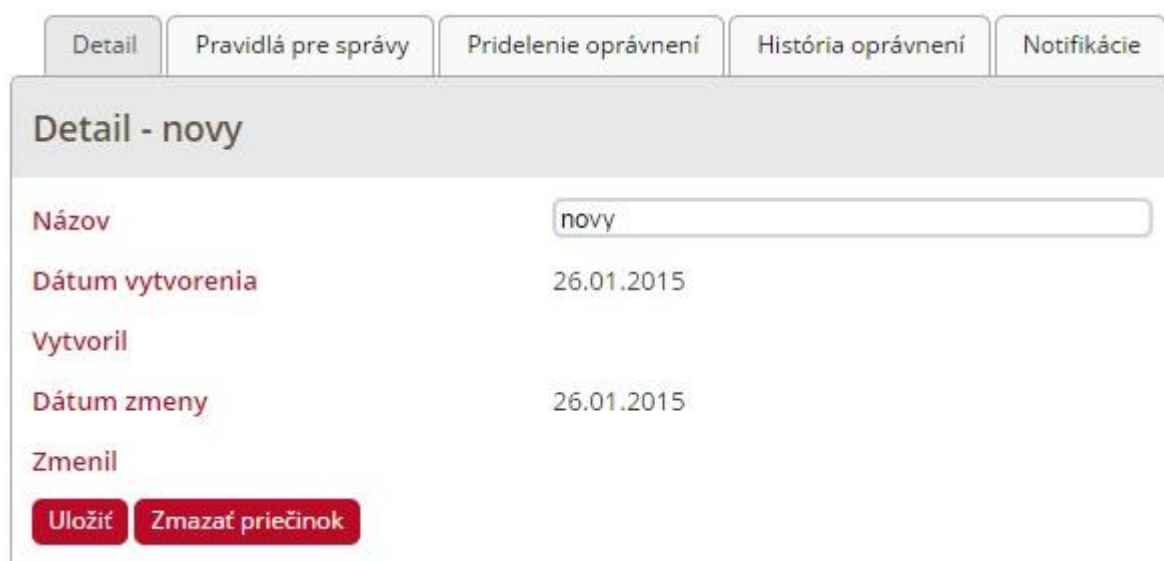 Detail Pravidlá pre správy Pridelenie oprávnení História oprávnení Notifikácie
Detail - novy
Názov novy
Dátum vytvorenia 26.01.2015
Vytvoril
Dátum zmeny 26.01.2015
Zmenil
Uložiť Zmazať priečinok